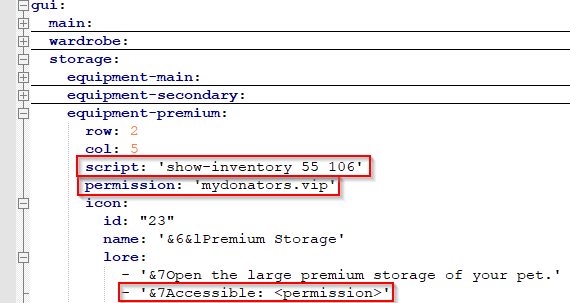 gui:
main:
wardrobe:
storage:
equipment-main:
equipment-secondary:
equipment-premium:
row: 2
col: 5
script: 'show-inventory 55 106'
permission: 'mydonators.vip'
icon:
id: "23"
name: '&6&lPremium Storage'
lore:
- '&7Open the large premium storage of your pet.'
- '&7Accessible: <permission>'